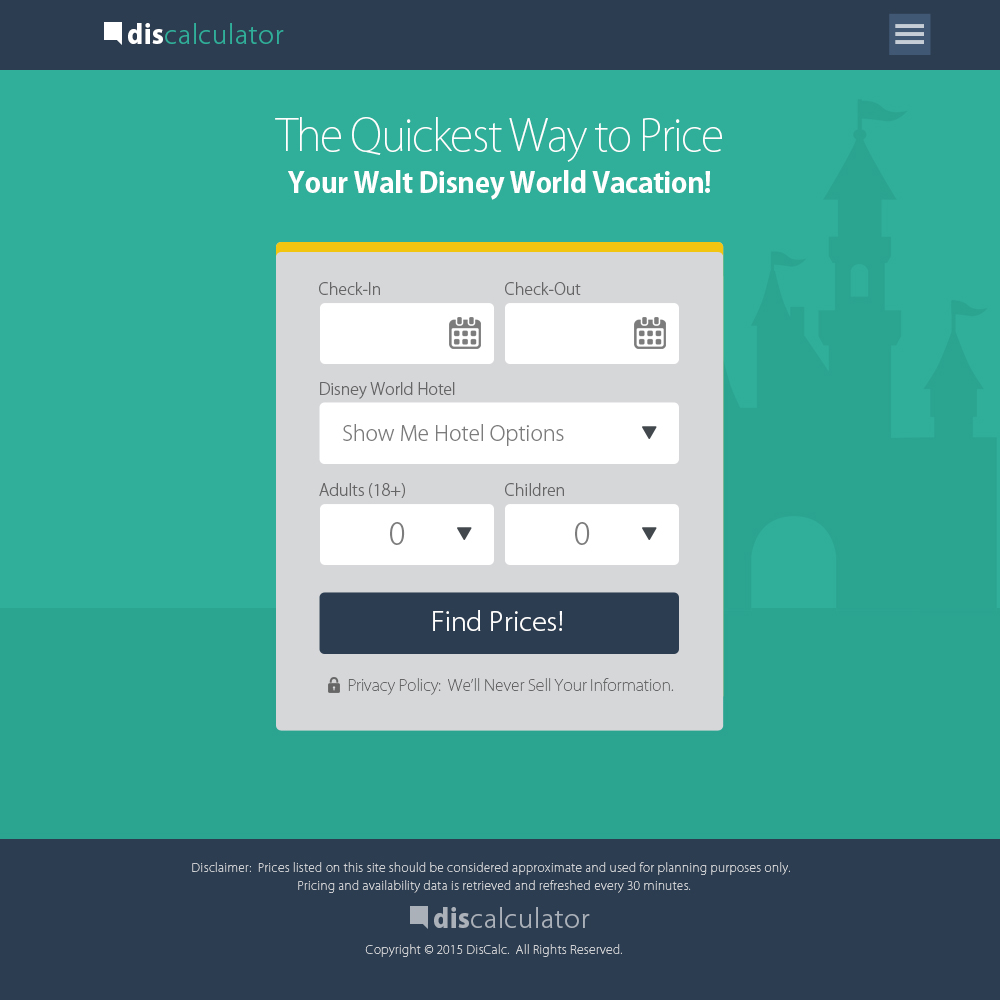 discalculator
The Quickest Way to Price
Your Walt Disney World Vacation!
Check-In Check-Out
Disney World Hotel
Show Me Hotel Options
Adults (18+) Children
0 0
Find Prices!
Privacy Policy: We'll Never Sell Your Information.
Disclaimer: Prices listed on this site should be considered approximate and used for planning purposes only.
Pricing and availability data is retrieved and refreshed every 30 minutes.
discalculator
Copyright © 2015 DisCalc. All Rights Reserved.